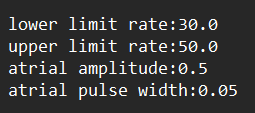 lower limit rate:30.0
upper limit rate:50.0
atrial amplitude:0.5
atrial pulse width:0.05